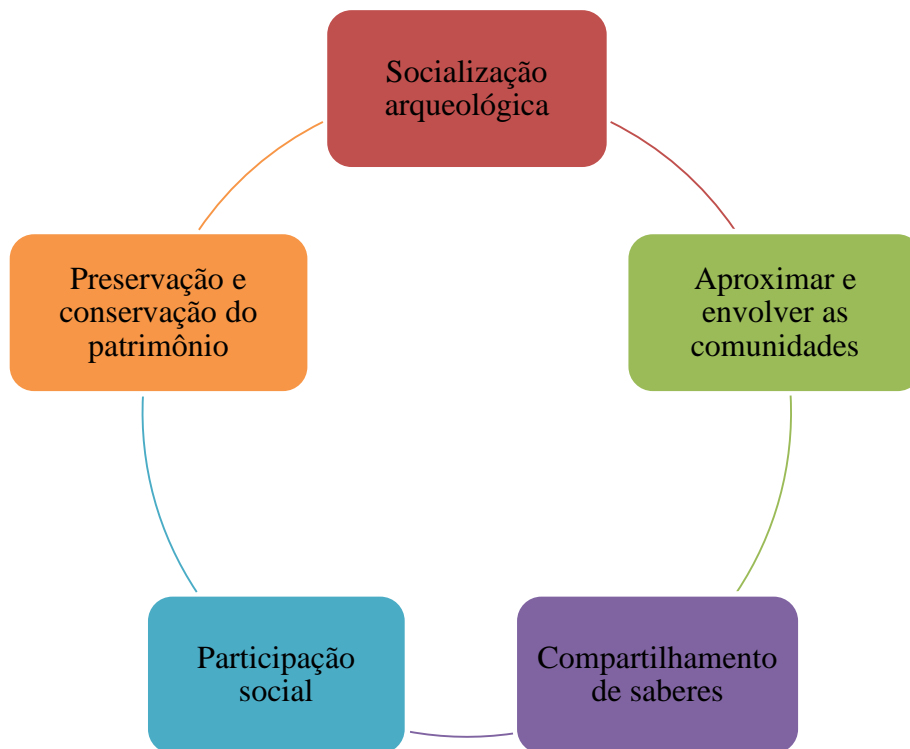 Socialização
arqueológica
Aproximar e
envolver as
comunidades
Compartilhamento
de saberes
Participação
social
Preservação e
conservação do
patrimônio